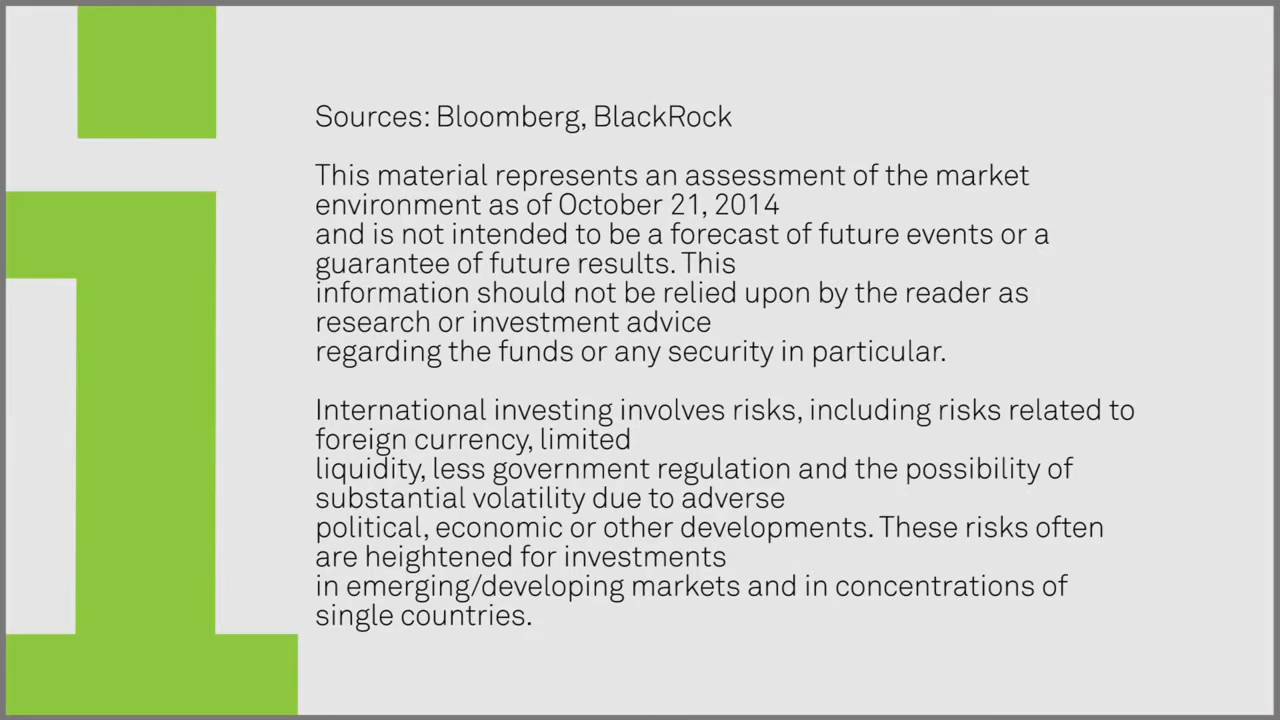 Sources: Bloomberg, BlackRock
This material represents an assessment of the market
environment as of October 21, 2014
and is not intended to be a forecast of future events or a
guarantee of future results. This
information should not be relied upon by the reader as
research or investment advice
regarding the funds or any security in particular.
International investing involves risks, including risks related to
foreign currency, limited
liquidity, less government regulation and the possibility of
substantial volatility due to adverse
political, economic or other developments. These risks often
are heightened for investments
in emerging/developing markets and in concentrations of
single countries.